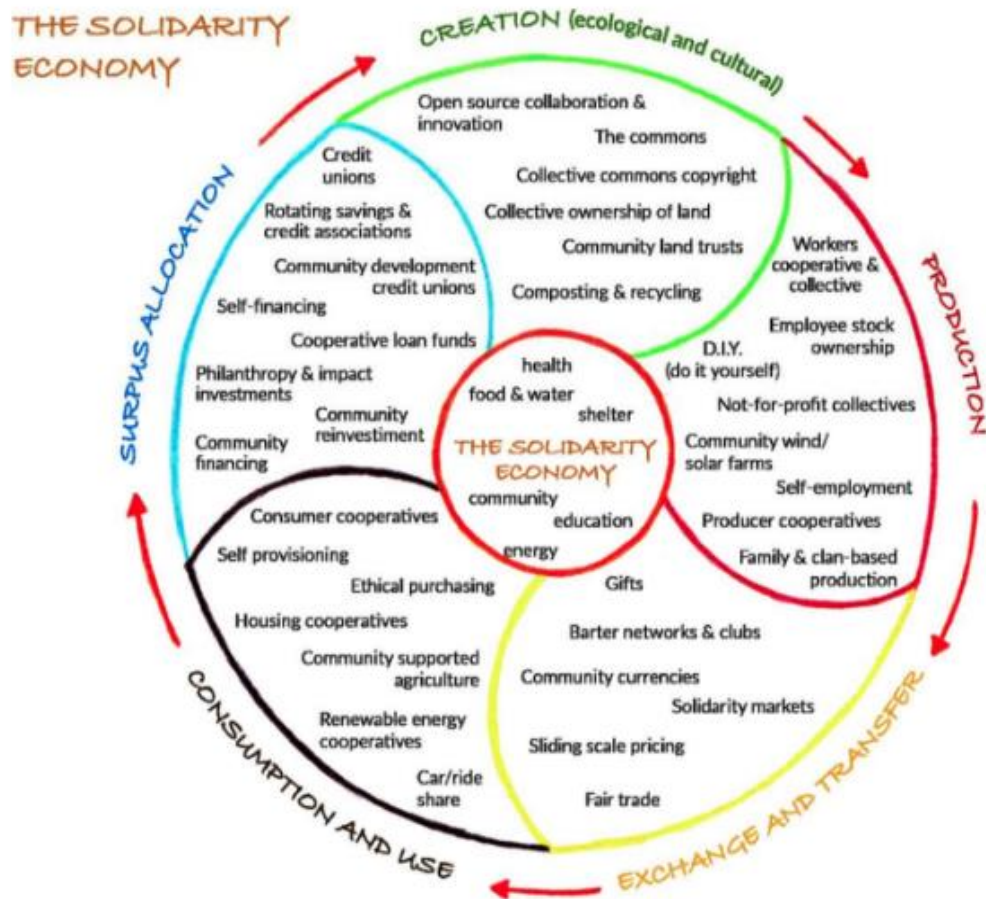 THE SOLIDARITY
ECONOMY
CREATION (ecological and cultural)
Open source collaboration &
innovation
The commons
Collective commons copyright
Collective ownership of land
Community land trusts
Composting & recycling
PRODUCTION
Workers
cooperative &
collective
Employee stock
ownership
D.I.Y.
(do it yourself)
Not-for-profit collectives
Community wind/
solar farms
Self-employment
Producer cooperatives
Family & clan-based
production
EXCHANGE AND TRANSFER
Gifts
Barter networks & clubs
Community currencies
Solidarity markets
Sliding scale pricing
Fair trade
CONSUMPTION AND USE
Consumer cooperatives
Self provisioning
Ethical purchasing
Housing cooperatives
Community supported
agriculture
Renewable energy
cooperatives
Car/ride
share
SURPUS ALLOCATION
Credit
unions
Rotating savings &
credit associations
Community development
credit unions
Self-financing
Cooperative loan funds
Philanthropy & impact
investments
Community
reinvestiment
Community
financing
health
food & water
shelter
THE SOLIDARITY
ECONOMY
community
education
energy